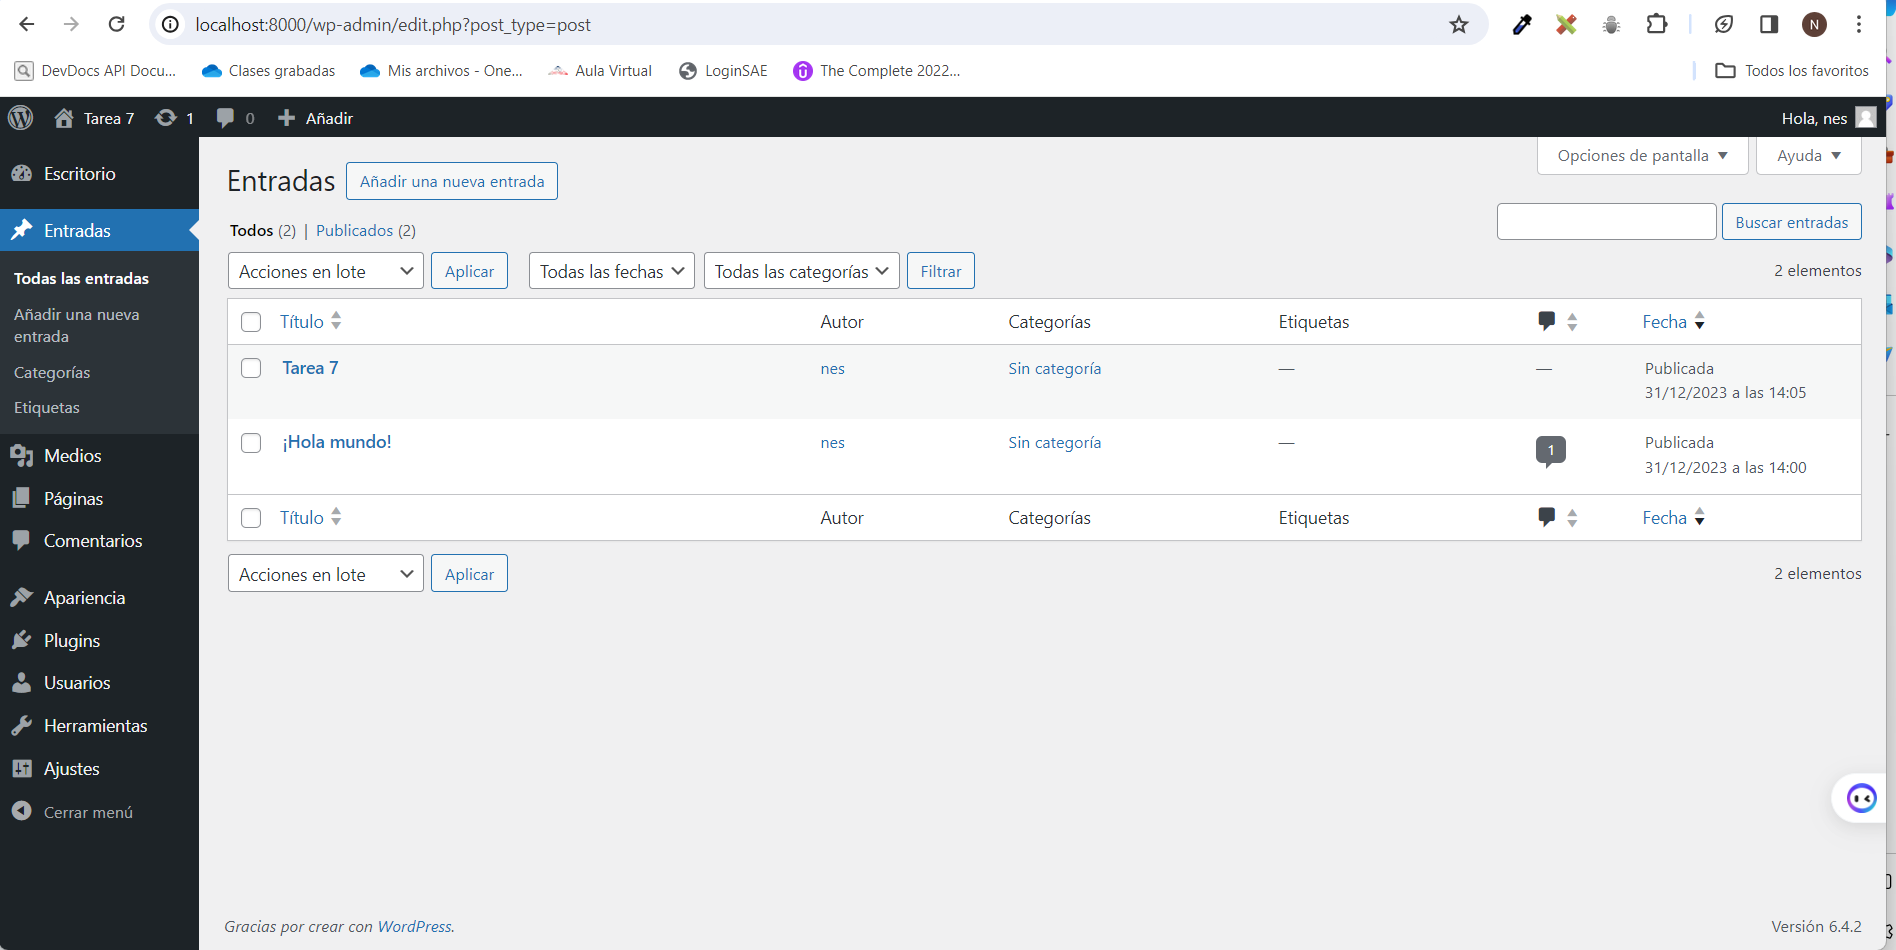 localhost:8000/wp-admin/edit.php?post_type=post
N
DevDocs API Docu...
Clases grabadas
Mis archivos - One...
Aula Virtual
LoginSAE
The Complete 2022...
Todos los favoritos
Tarea 7
1
0
Añadir
Hola, nes
Escritorio
Entradas
Todas las entradas
Añadir una nueva
entrada
Categorías
Etiquetas
Medios
Páginas
Comentarios
Apariencia
Plugins
Usuarios
Herramientas
Ajustes
Cerrar menú
Opciones de pantalla
Ayuda
Entradas
Añadir una nueva entrada
Todos (2) | Publicados (2)
Buscar entradas
Acciones en lote
Aplicar
Todas las fechas
Todas las categorías
Filtrar
2 elementos
Título
Autor
Categorías
Etiquetas
Fecha
Tarea 7
nes
Sin categoría
—
—
Publicada
31/12/2023 a las 14:05
¡Hola mundo!
nes
Sin categoría
—
1
Publicada
31/12/2023 a las 14:00
Título
Autor
Categorías
Etiquetas
Fecha
Acciones en lote
Aplicar
2 elementos
Gracias por crear con WordPress.
Versión 6.4.2